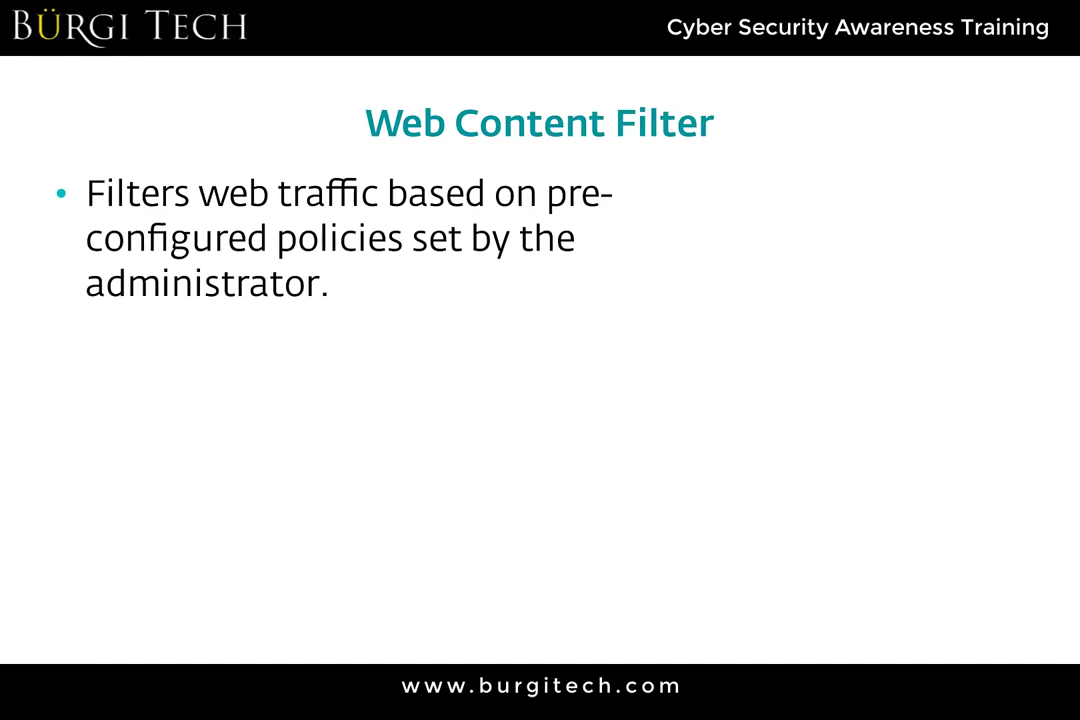 BÜRGI TECH
Cyber Security Awareness Training
Web Content Filter
• Filters web traffic based on pre-
configured policies set by the
administrator.
www.burgitech.com